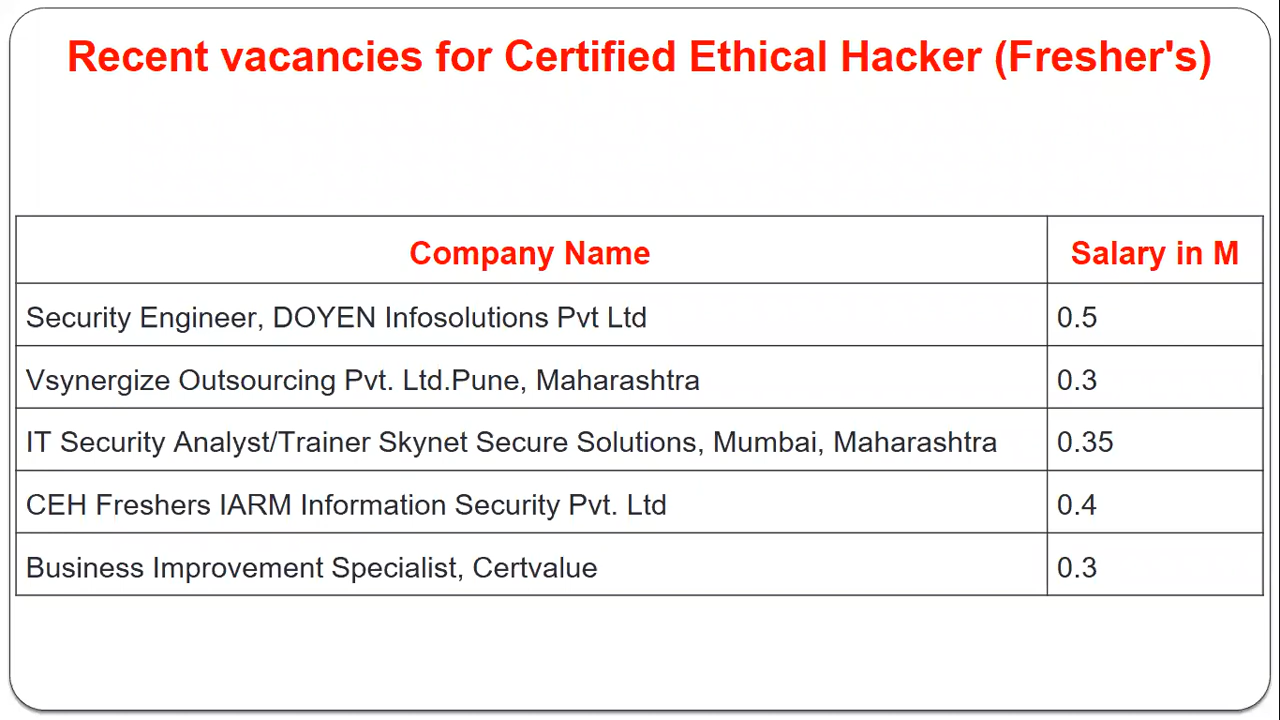 Recent vacancies for Certified Ethical Hacker (Fresher's)
Company Name Salary in M
Security Engineer, DOYEN Infosolutions Pvt Ltd 0.5
Vsynergize Outsourcing Pvt. Ltd.Pune, Maharashtra 0.3
IT Security Analyst/Trainer Skynet Secure Solutions, Mumbai, Maharashtra 0.35
CEH Freshers IARM Information Security Pvt. Ltd 0.4
Business Improvement Specialist, Certvalue 0.3